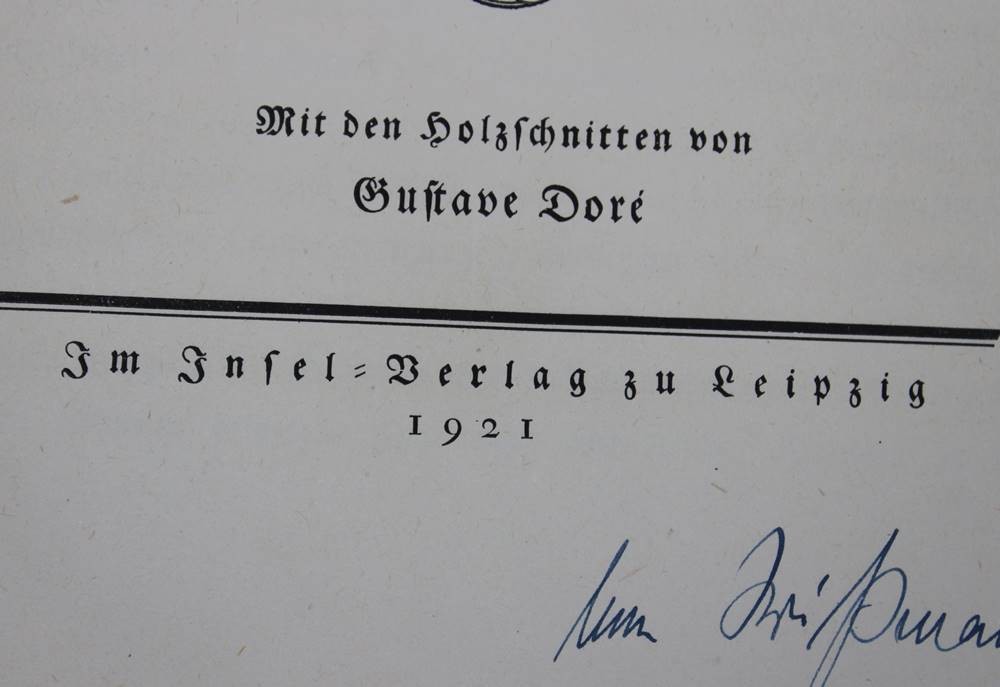 Mit den Holzſchnitten von
Guſtave Doré
Im Inſel-Verlag zu Leipzig
1921